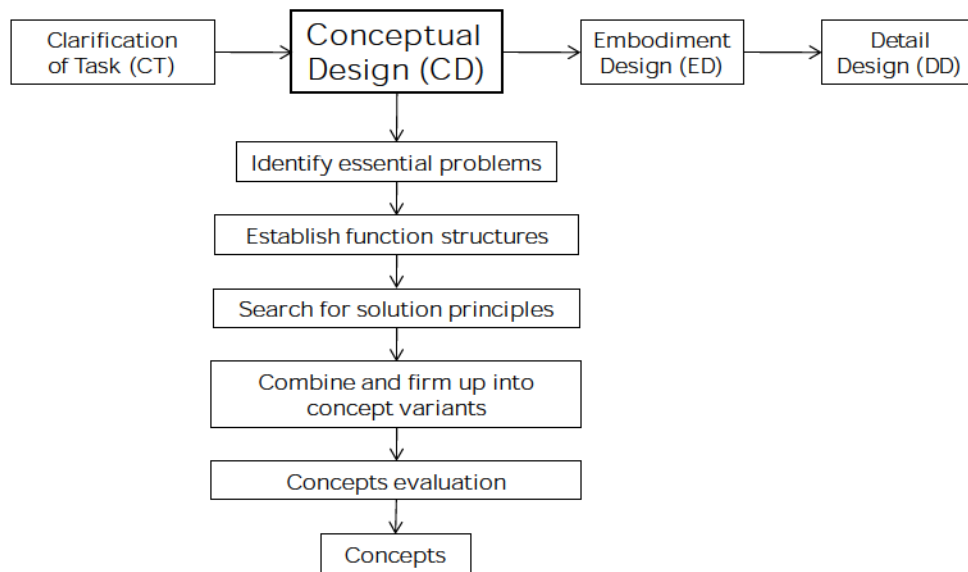 Clarification
of Task (CT)
Conceptual
Design (CD)
Embodiment
Design (ED)
Detail
Design (DD)
Identify essential problems
Establish function structures
Search for solution principles
Combine and firm up into
concept variants
Concepts evaluation
Concepts